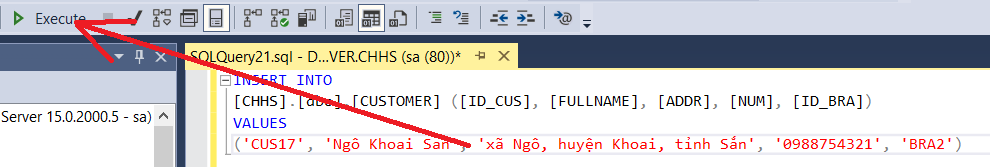 Execute
SQLQuery21.sql - D...VER.CHHS (sa (80))*
INSERT INTO
Server 15.0.2000.5 - sa)
[CHHS].[dbo].[CUSTOMER] ([ID_CUS], [FULLNAME], [ADDR], [NUM], [ID_BRA])
VALUES
('CUS17', 'Ngô Khoai Sắn', 'xã Ngô, huyện Khoai, tỉnh Sắn', '0988754321', 'BRA2')